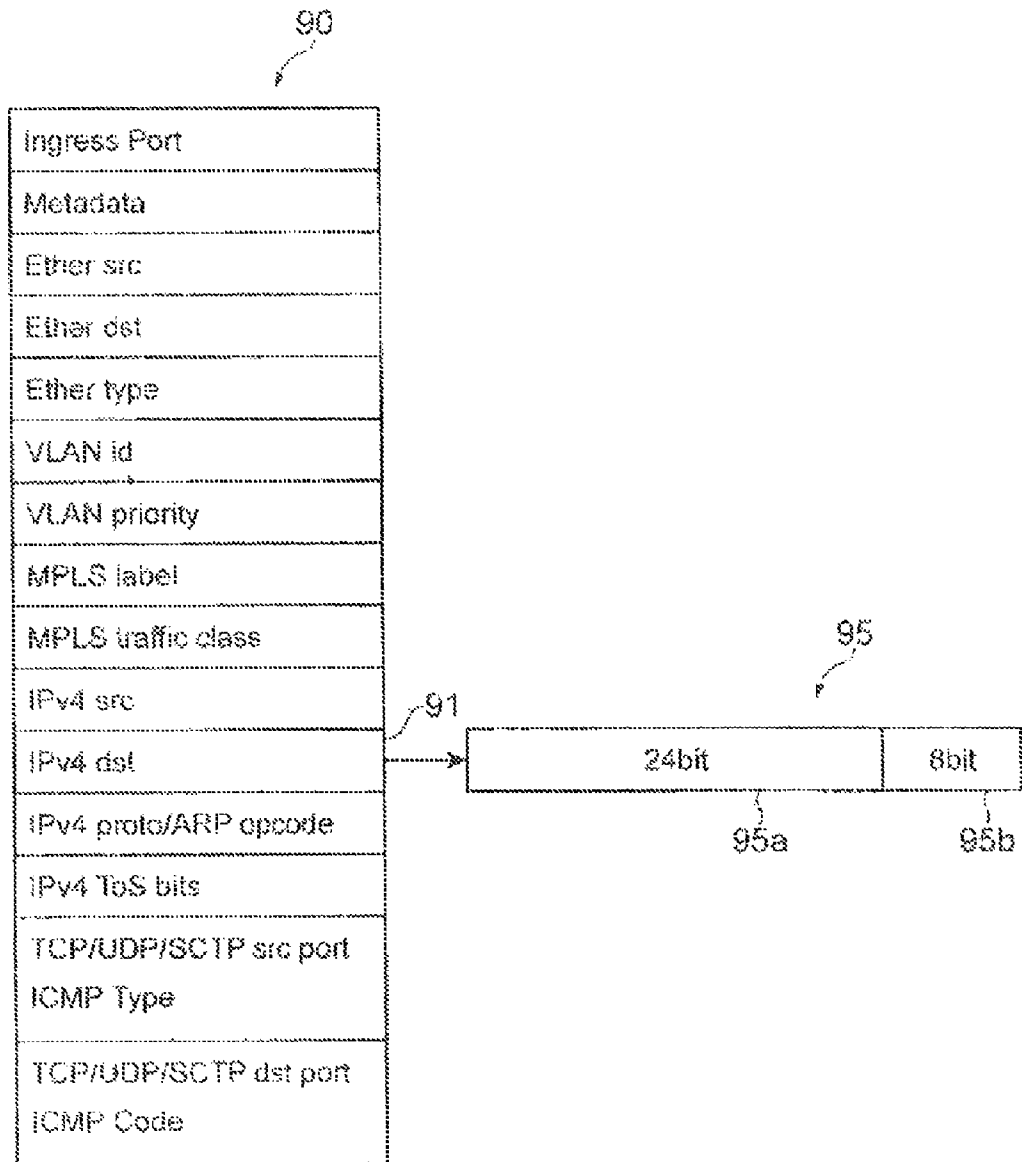 90
Ingress Port
Metadata
Ether src
Ether dst
Ether type
VLAN id
VLAN priority
MPLS label
MPLS traffic class
IPv4 src
IPv4 dst
IPv4 proto/ARP opcode
IPv4 ToS bits
TCP/UDP/SCTP src port
ICMP Type
TCP/UDP/SCTP dst port
ICMP Code
91
95
24bit
8bit
95a
95b